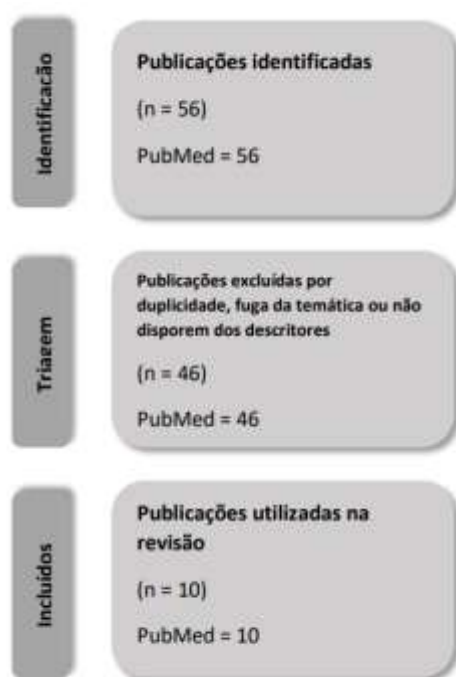 Identificacão
Publicações identificadas
(n = 56)
PubMed = 56
Triagem
Publicações excluídas por
duplicidade, fuga da temática ou não
disporem dos descritores
(n = 46)
PubMed = 46
Incluídos
Publicações utilizadas na
revisão
(n = 10)
PubMed = 10